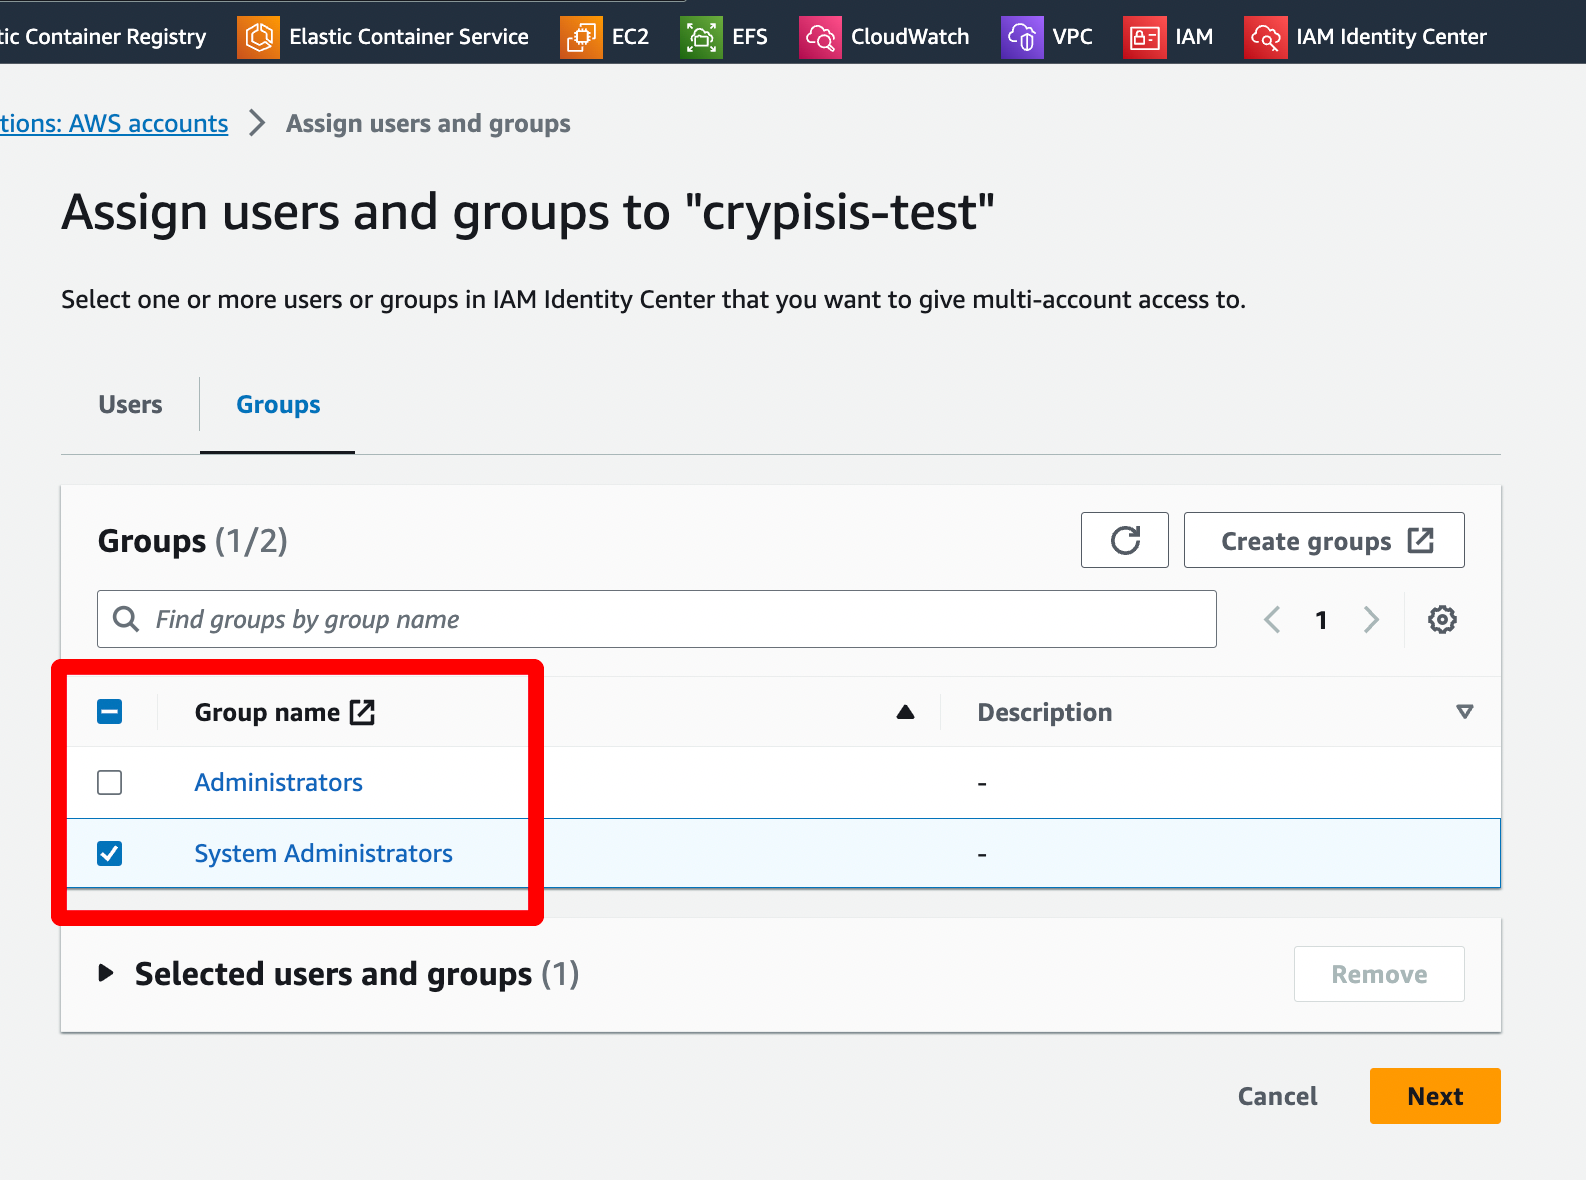 tic Container Registry Elastic Container Service EC2 EFS CloudWatch VPC IAM IAM Identity Center
tions: AWS accounts Assign users and groups
Assign users and groups to "crypisis-test"
Select one or more users or groups in IAM Identity Center that you want to give multi-account access to.
Users Groups
Groups (1/2) Create groups
Find groups by group name 1
Group name Description
Administrators -
System Administrators -
Selected users and groups (1) Remove
Cancel Next